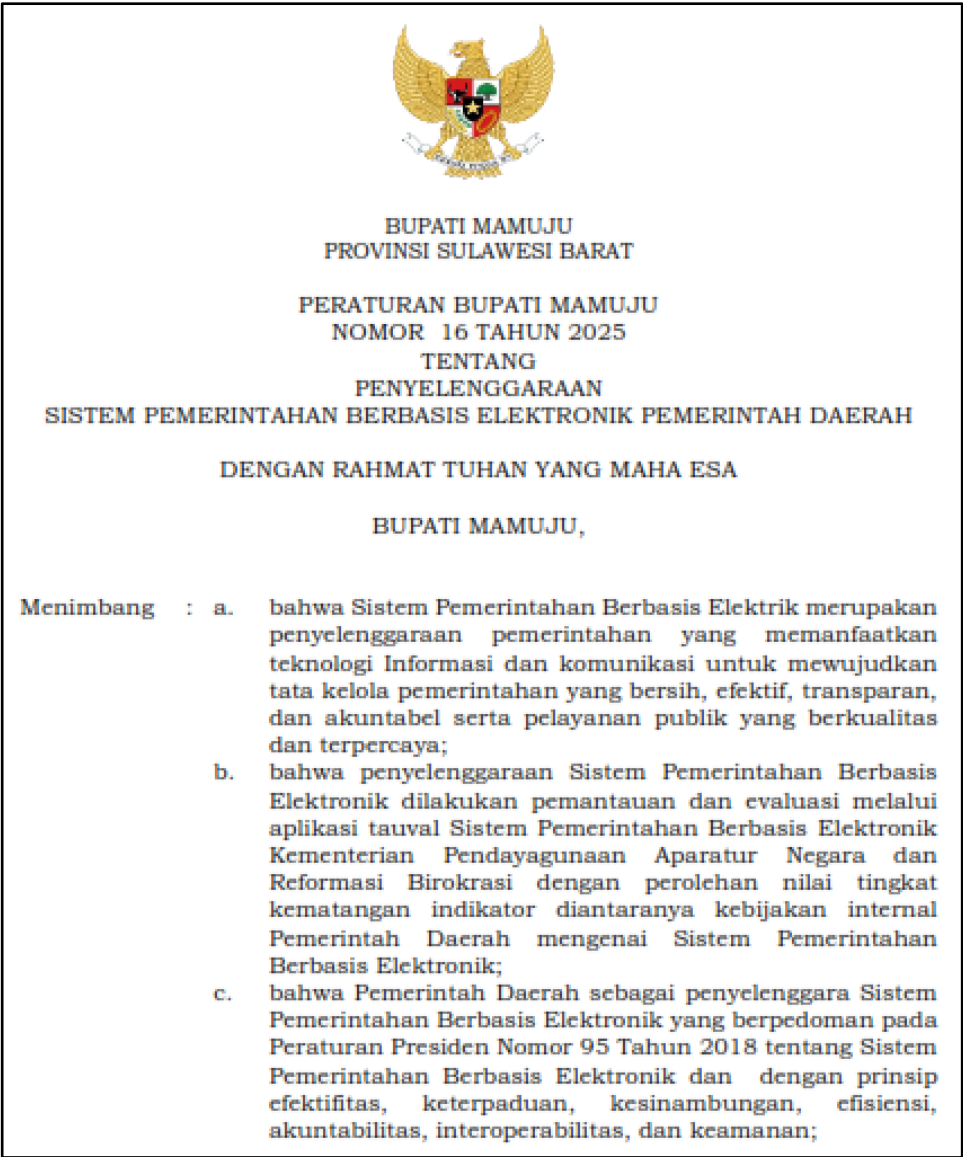 BUPATI MAMUJU
PROVINSI SULAWESI BARAT
PERATURAN BUPATI MAMUJU
NOMOR 16 TAHUN 2025
TENTANG
PENYELENGGARAAN
SISTEM PEMERINTAHAN BERBASIS ELEKTRONIK PEMERINTAH DAERAH
DENGAN RAHMAT TUHAN YANG MAHA ESA
BUPATI MAMUJU,
Menimbang : a. bahwa Sistem Pemerintahan Berbasis Elektrik merupakan
penyelenggaraan pemerintahan yang memanfaatkan
teknologi Informasi dan komunikasi untuk mewujudkan
tata kelola pemerintahan yang bersih, efektif, transparan,
dan akuntabel serta pelayanan publik yang berkualitas
dan terpercaya;
b. bahwa penyelenggaraan Sistem Pemerintahan Berbasis
Elektronik dilakukan pemantauan dan evaluasi melalui
aplikasi tauval Sistem Pemerintahan Berbasis Elektronik
Kementerian Pendayagunaan Aparatur Negara dan
Reformasi Birokrasi dengan perolehan nilai tingkat
kematangan indikator diantaranya kebijakan internal
Pemerintah Daerah mengenai Sistem Pemerintahan
Berbasis Elektronik;
c. bahwa Pemerintah Daerah sebagai penyelenggara Sistem
Pemerintahan Berbasis Elektronik yang berpedoman pada
Peraturan Presiden Nomor 95 Tahun 2018 tentang Sistem
Pemerintahan Berbasis Elektronik dan dengan prinsip
efektifitas, keterpaduan, kesinambungan, efisiensi,
akuntabilitas, interoperabilitas, dan keamanan;